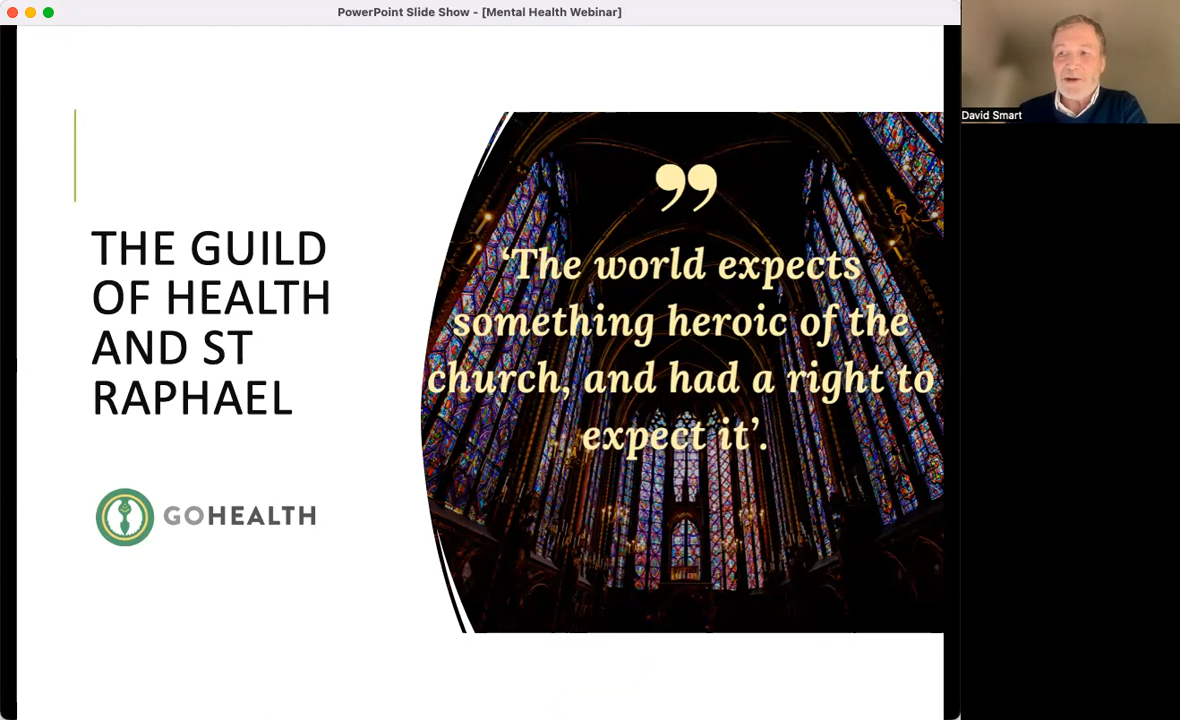 PowerPoint Slide Show - [Mental Health Webinar]
THE GUILD
OF HEALTH
AND ST
RAPHAEL
GOHEALTH
”
‘The world expects
something heroic of the
church, and had a right to
expect it’.
David Smart